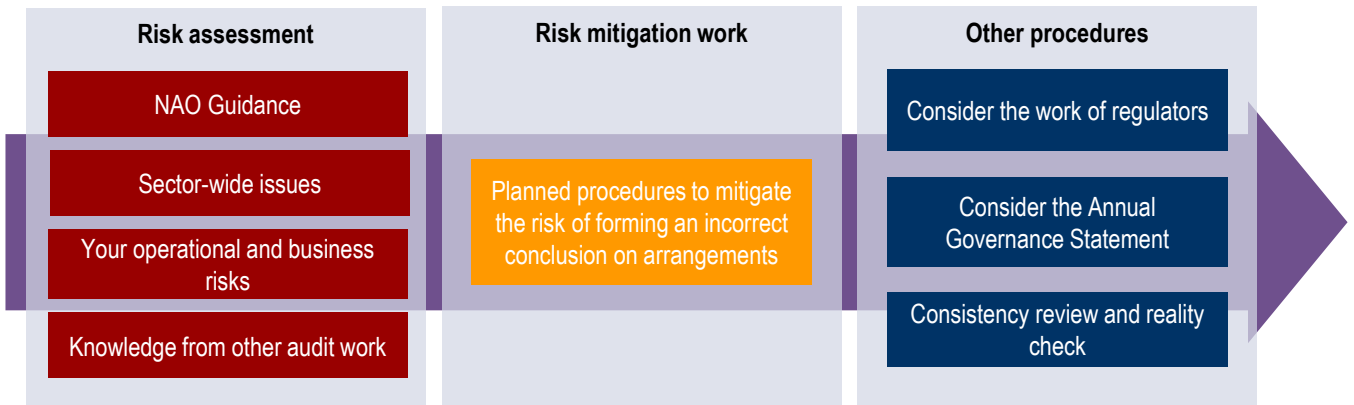 Risk assessment
NAO Guidance
Sector-wide issues
Your operational and business
risks
Knowledge from other audit work
Risk mitigation work
Planned procedures to mitigate
the risk of forming an incorrect
conclusion on arrangements
Other procedures
Consider the work of regulators
Consider the Annual
Governance Statement
Consistency review and reality
check